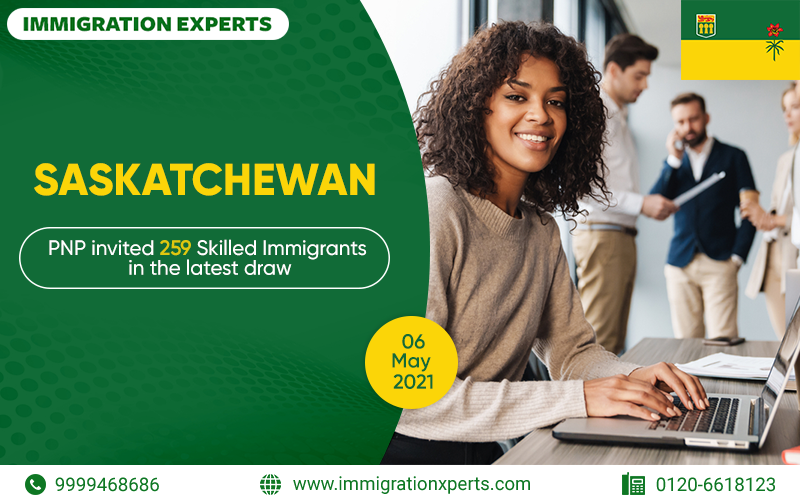 IMMIGRATION EXPERTS
SASKATCHEWAN
PNP invited 259 Skilled Immigrants
in the latest draw
06
May
2021
9999468686
www.immigrationxperts.com
0120-6618123